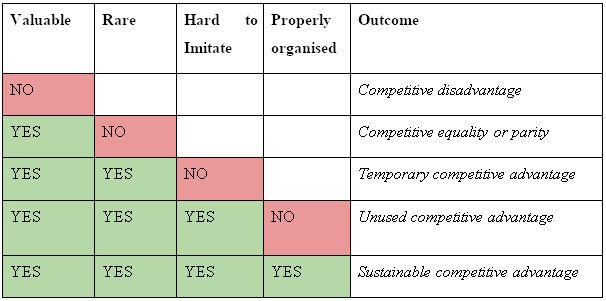 Valuable Rare Hard to Properly Outcome
Imitate organised
NO Competitive disadvantage
YES NO Competitive equality or parity
YES YES NO Temporary competitive advantage
YES YES YES NO Unused competitive advantage
YES YES YES YES Sustainable competitive advantage